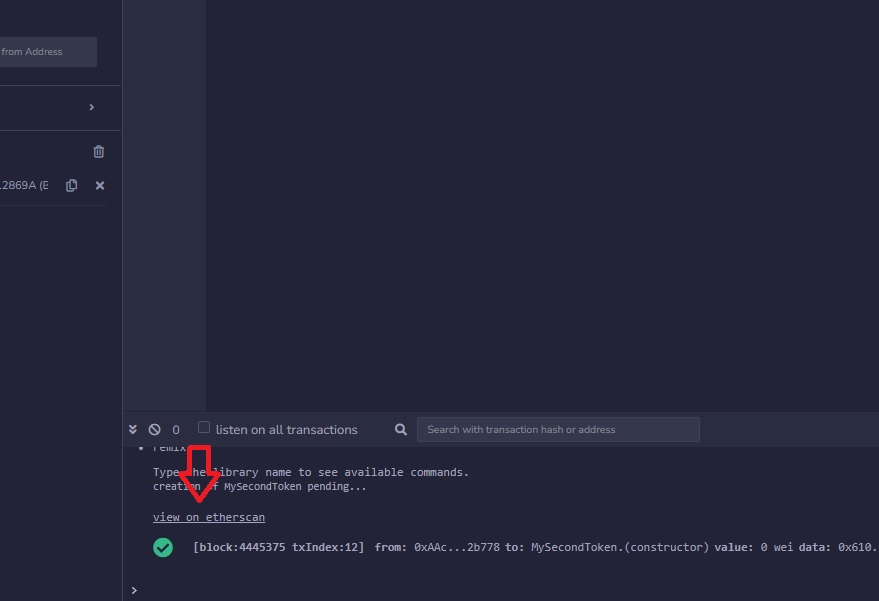 from Address
.2869A (E
0
listen on all transactions
Search with transaction hash or address
remix
Type the library name to see available commands.
creation of MySecondToken pending...
view on etherscan
[block:4445375 txIndex:12] from: 0xAAc...2b778 to: MySecondToken.(constructor) value: 0 wei data: 0x610.
>